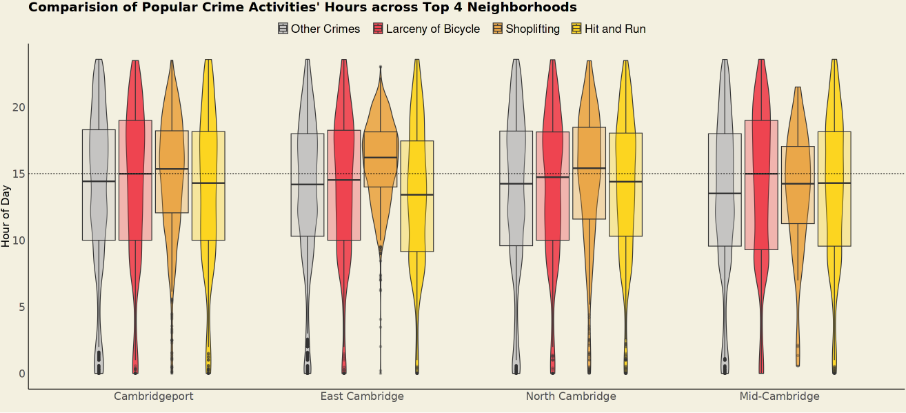 Comparision of Popular Crime Activities' Hours across Top 4 Neighborhoods
Other Crimes Larceny of Bicycle Shoplifting Hit and Run
Hour of Day
20
15
10
5
0
Cambridgeport East Cambridge North Cambridge Mid-Cambridge